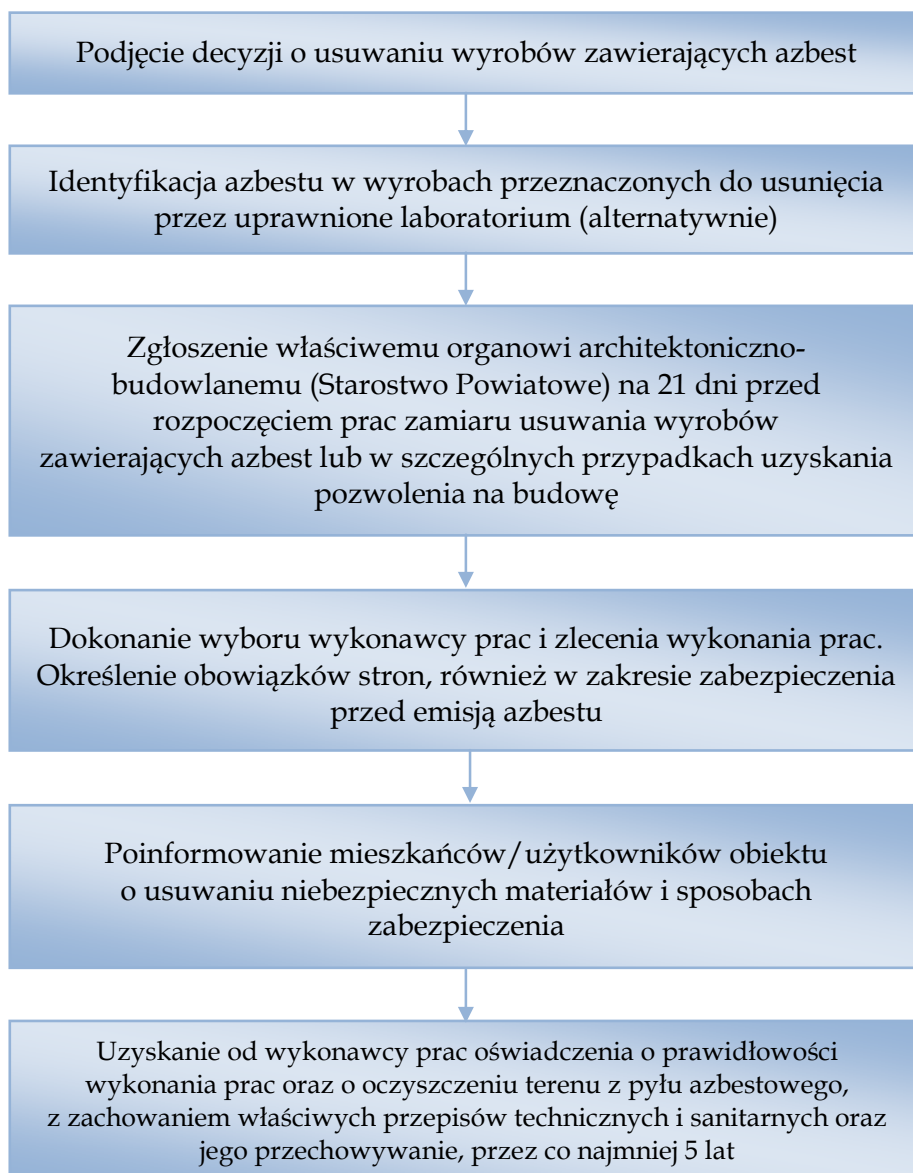 Podjęcie decyzji o usuwaniu wyrobów zawierających azbest
Identyfikacja azbestu w wyrobach przeznaczonych do usunięcia
przez uprawnione laboratorium (alternatywnie)
Zgłoszenie właściwemu organowi architektoniczno-
budowlanemu (Starostwo Powiatowe) na 21 dni przed
rozpoczęciem prac zamiaru usuwania wyrobów
zawierających azbest lub w szczególnych przypadkach uzyskania
pozwolenia na budowę
Dokonanie wyboru wykonawcy prac i zlecenia wykonania prac.
Określenie obowiązków stron, również w zakresie zabezpieczenia
przed emisją azbestu
Poinformowanie mieszkańców/użytkowników obiektu
o usuwaniu niebezpiecznych materiałów i sposobach
zabezpieczenia
Uzyskanie od wykonawcy prac oświadczenia o prawidłowości
wykonania prac oraz o oczyszczeniu terenu z pyłu azbestowego,
z zachowaniem właściwych przepisów technicznych i sanitarnych oraz
jego przechowywanie, przez co najmniej 5 lat